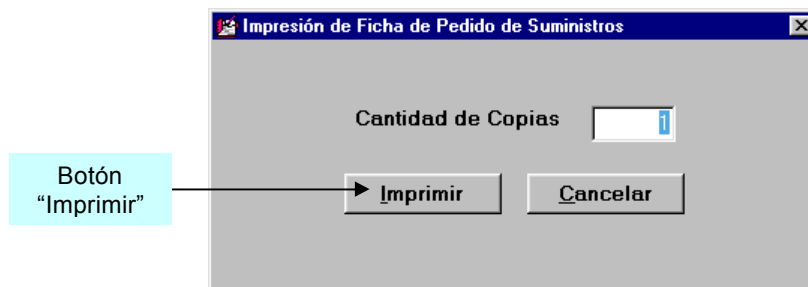 Impresión de Ficha de Pedido de Suministros
Cantidad de Copias 1
Botón
“Imprimir”
Imprimir Cancelar